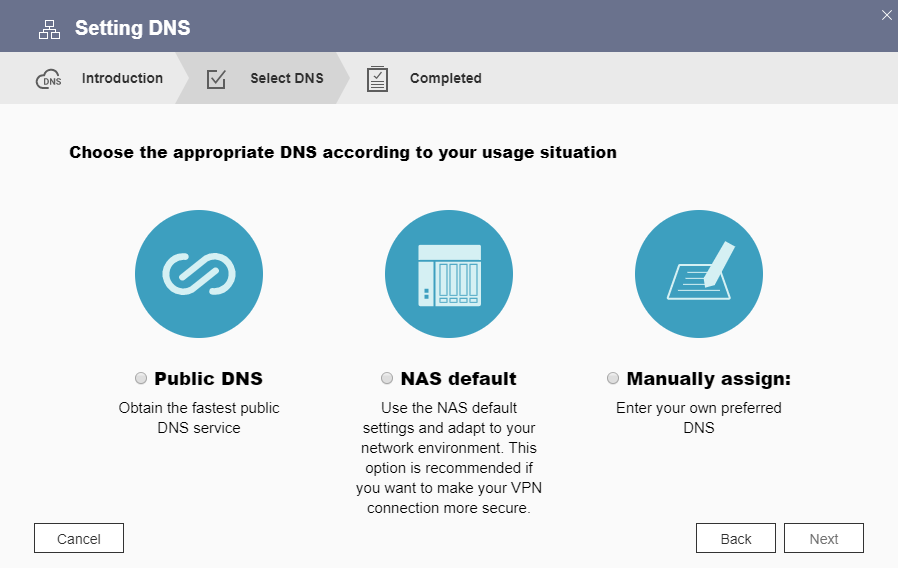 Setting DNS
DNS
Introduction
Select DNS
Completed
Choose the appropriate DNS according to your usage situation
Public DNS
Obtain the fastest public
DNS service
NAS default
Use the NAS default
settings and adapt to your
network environment. This
option is recommended if
you want to make your VPN
connection more secure.
Manually assign:
Enter your own preferred
DNS
Cancel
Back
Next